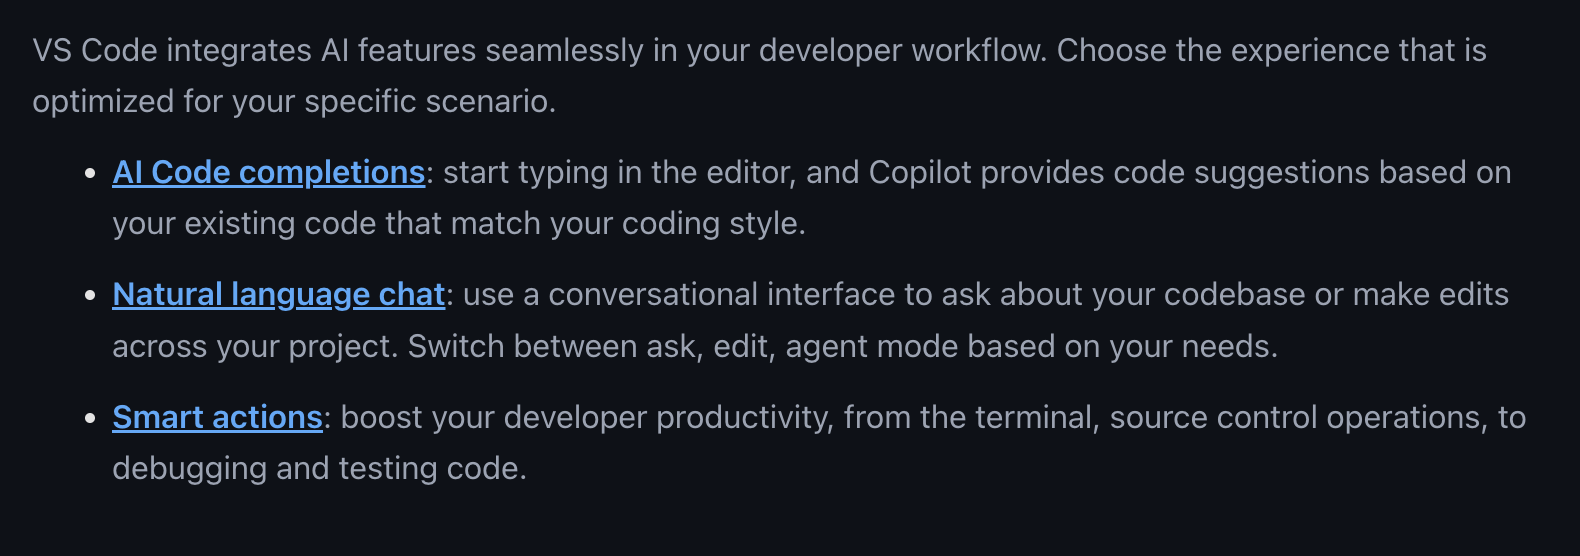 VS Code integrates AI features seamlessly in your developer workflow. Choose the experience that is
optimized for your specific scenario.
• AI Code completions: start typing in the editor, and Copilot provides code suggestions based on
your existing code that match your coding style.
• Natural language chat: use a conversational interface to ask about your codebase or make edits
across your project. Switch between ask, edit, agent mode based on your needs.
• Smart actions: boost your developer productivity, from the terminal, source control operations, to
debugging and testing code.